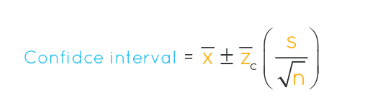 Confidce interval = x̄ ± z̄c (s/√n)